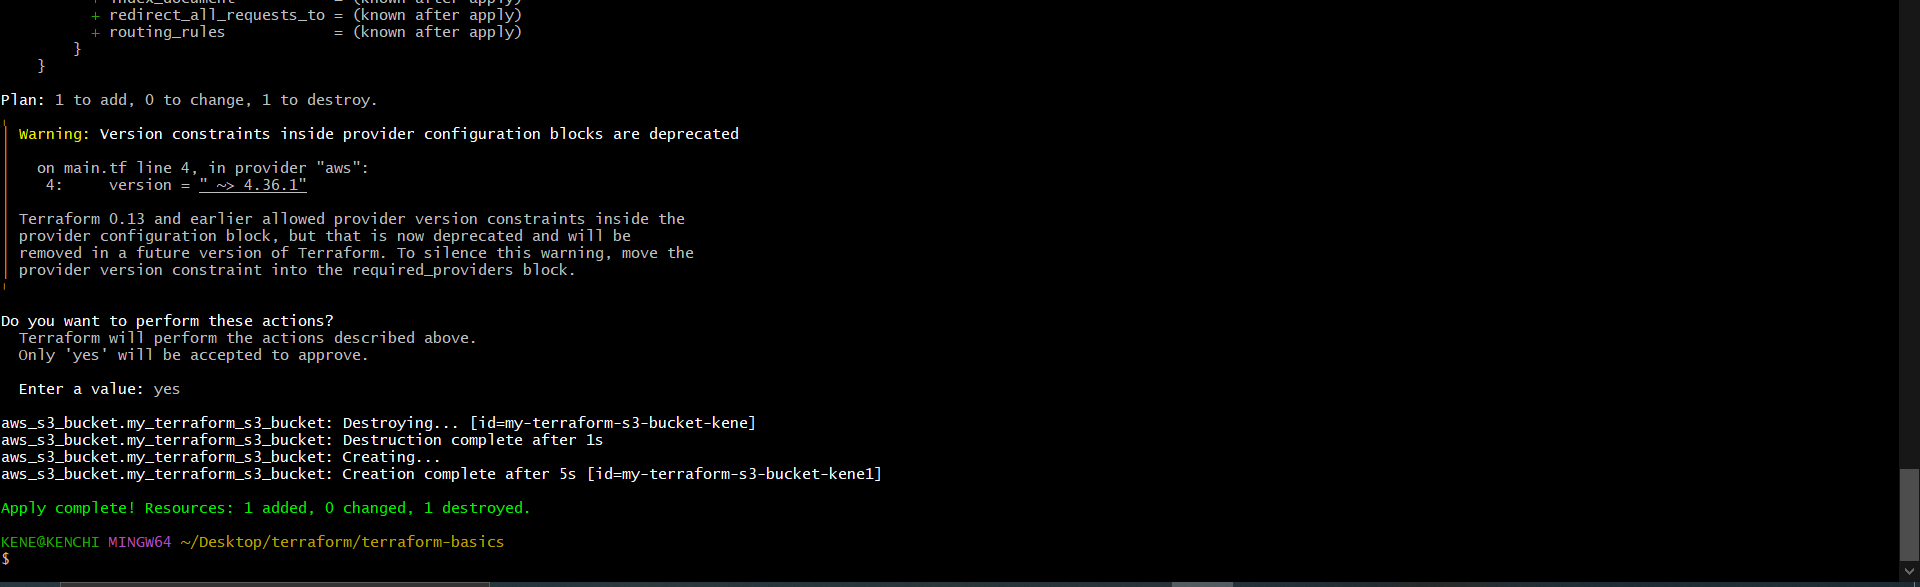 + index_document           = (known after apply)
+ redirect_all_requests_to = (known after apply)
+ routing_rules            = (known after apply)
}
}
Plan: 1 to add, 0 to change, 1 to destroy.
Warning: Version constraints inside provider configuration blocks are deprecated
on main.tf line 4, in provider "aws":
4:     version = " ~> 4.36.1"
Terraform 0.13 and earlier allowed provider version constraints inside the
provider configuration block, but that is now deprecated and will be
removed in a future version of Terraform. To silence this warning, move the
provider version constraint into the required_providers block.
Do you want to perform these actions?
Terraform will perform the actions described above.
Only 'yes' will be accepted to approve.
Enter a value: yes
aws_s3_bucket.my_terraform_s3_bucket: Destroying... [id=my-terraform-s3-bucket-kene]
aws_s3_bucket.my_terraform_s3_bucket: Destruction complete after 1s
aws_s3_bucket.my_terraform_s3_bucket: Creating...
aws_s3_bucket.my_terraform_s3_bucket: Creation complete after 5s [id=my-terraform-s3-bucket-kene1]
Apply complete! Resources: 1 added, 0 changed, 1 destroyed.
KENE@KENCHI MINGW64 ~/Desktop/terraform/terraform-basics
$